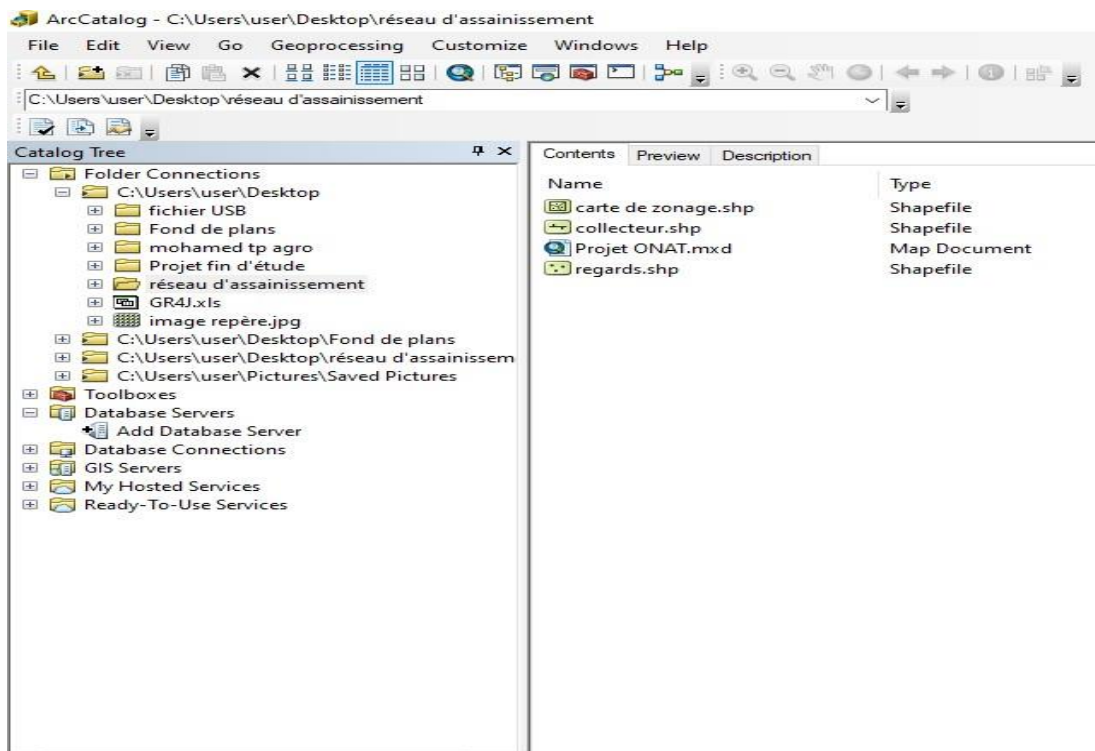 ArcCatalog - C:\Users\user\Desktop\réseau d'assainissement
File Edit View Go Geoprocessing Customize Windows Help
C:\Users\user\Desktop\réseau d'assainissement
Catalog Tree
Folder Connections
C:\Users\user\Desktop
fichier USB
Fond de plans
mohamed tp agro
Projet fin d'étude
réseau d'assainissement
GR4J.xls
image repère.jpg
C:\Users\user\Desktop\Fond de plans
C:\Users\user\Desktop\réseau d'assainissem
C:\Users\user\Pictures\Saved Pictures
Toolboxes
Database Servers
Add Database Server
Database Connections
GIS Servers
My Hosted Services
Ready-To-Use Services
Contents Preview Description
Name Type
carte de zonage.shp Shapefile
collecteur.shp Shapefile
Projet ONAT.mxd Map Document
regards.shp Shapefile